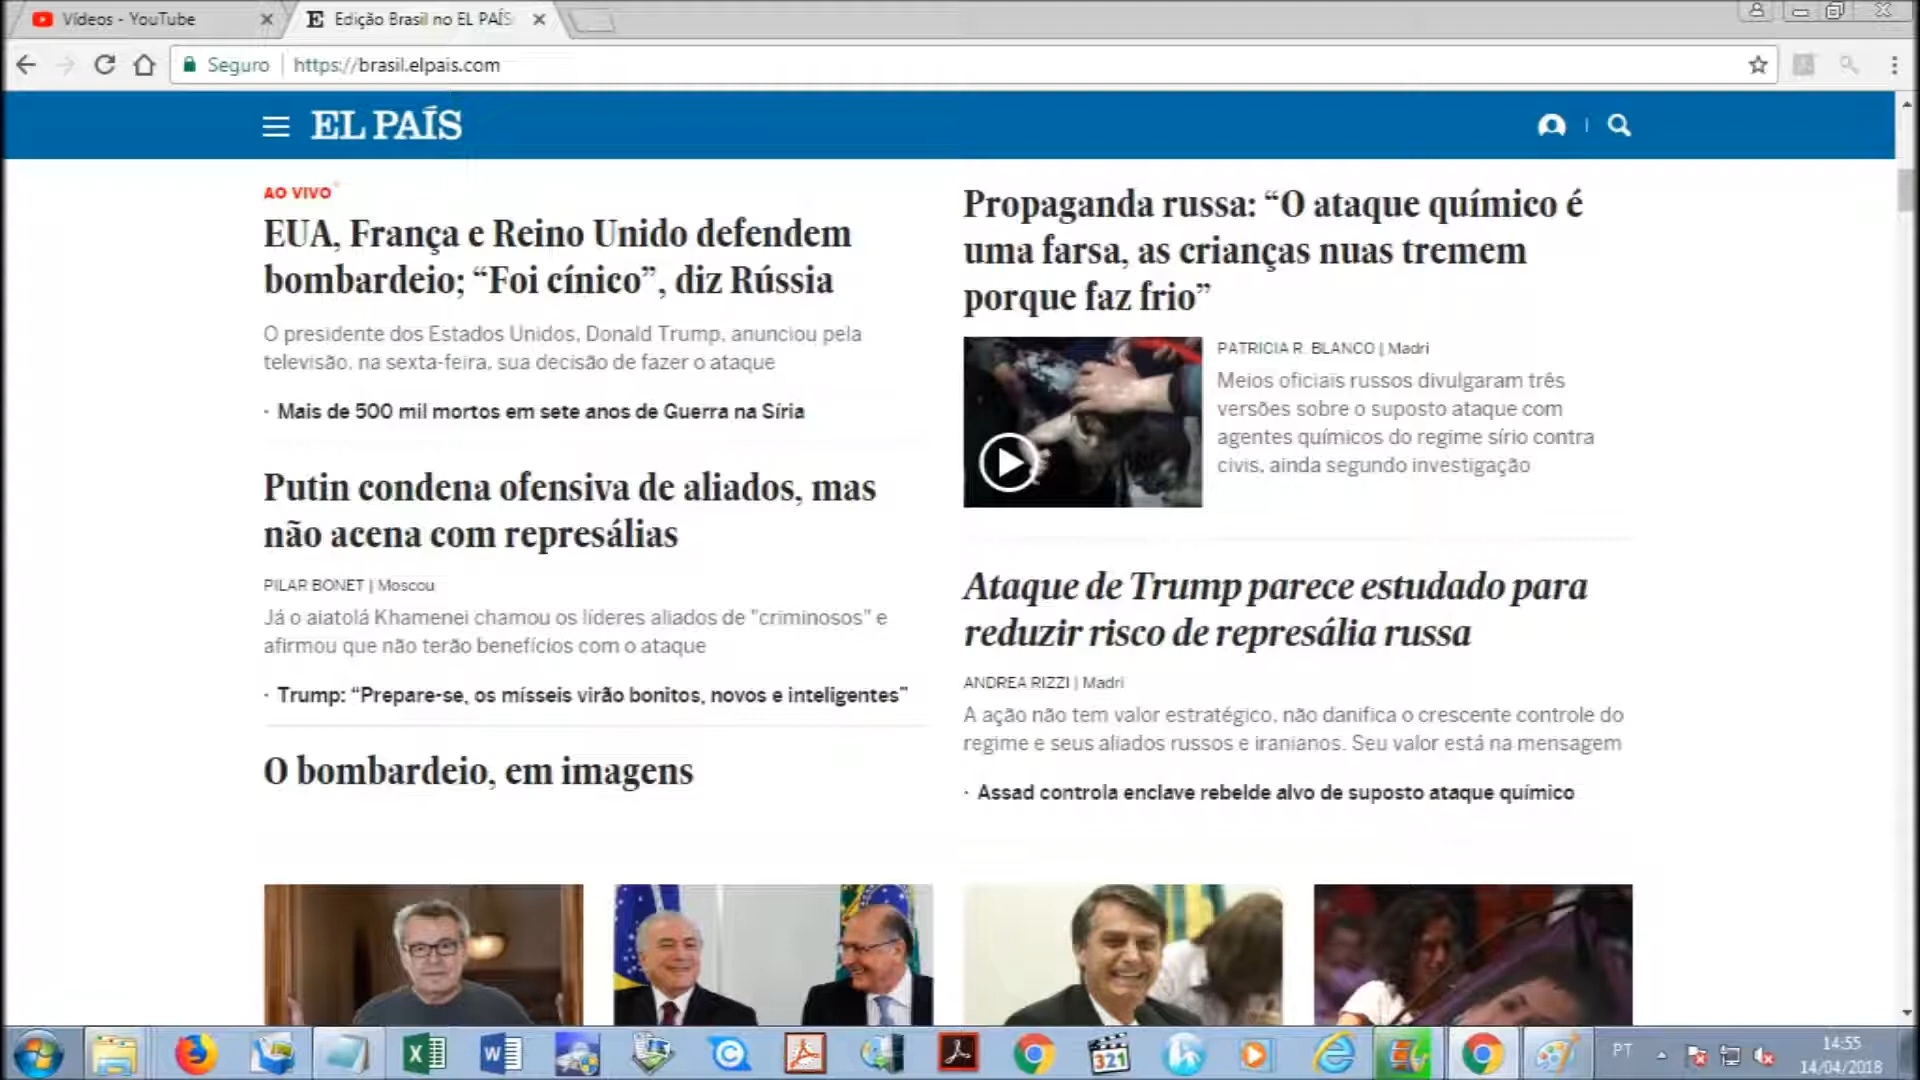 Vídeos - YouTube
Edição Brasil no EL PAÍS
Seguro
https://brasil.elpais.com
EL PAÍS
AO VIVO
EUA, França e Reino Unido defendem
bombardeio; “Foi cínico”, diz Rússia
O presidente dos Estados Unidos, Donald Trump, anunciou pela
televisão, na sexta-feira, sua decisão de fazer o ataque
· Mais de 500 mil mortos em sete anos de Guerra na Síria
Putin condena ofensiva de aliados, mas
não acena com represálias
PILAR BONET | Moscou
Já o aiatolá Khamenei chamou os líderes aliados de "criminosos" e
afirmou que não terão benefícios com o ataque
· Trump: “Prepare-se, os mísseis virão bonitos, novos e inteligentes”
O bombardeio, em imagens
Propaganda russa: “O ataque químico é
uma farsa, as crianças nuas tremem
porque faz frio”
PATRICIA R. BLANCO | Madri
Meios oficiais russos divulgaram três
versões sobre o suposto ataque com
agentes químicos do regime sírio contra
civis, ainda segundo investigação
Ataque de Trump parece estudado para
reduzir risco de represália russa
ANDREA RIZZI | Madri
A ação não tem valor estratégico, não danifica o crescente controle do
regime e seus aliados russos e iranianos. Seu valor está na mensagem
· Assad controla enclave rebelde alvo de suposto ataque químico
321
PT
14:55
14/04/2018